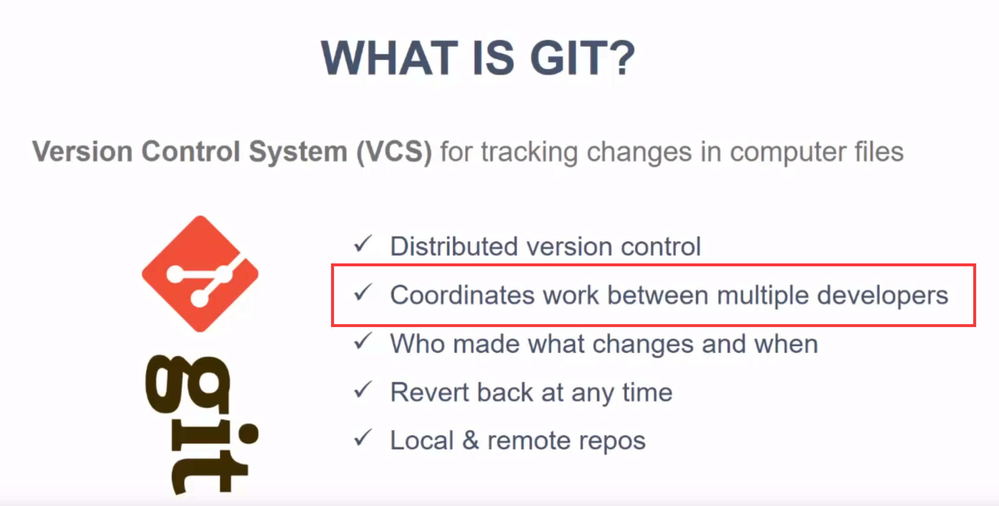 WHAT IS GIT?
Version Control System (VCS) for tracking changes in computer files
✓ Distributed version control
✓ Coordinates work between multiple developers
✓ Who made what changes and when
✓ Revert back at any time
✓ Local & remote repos
git